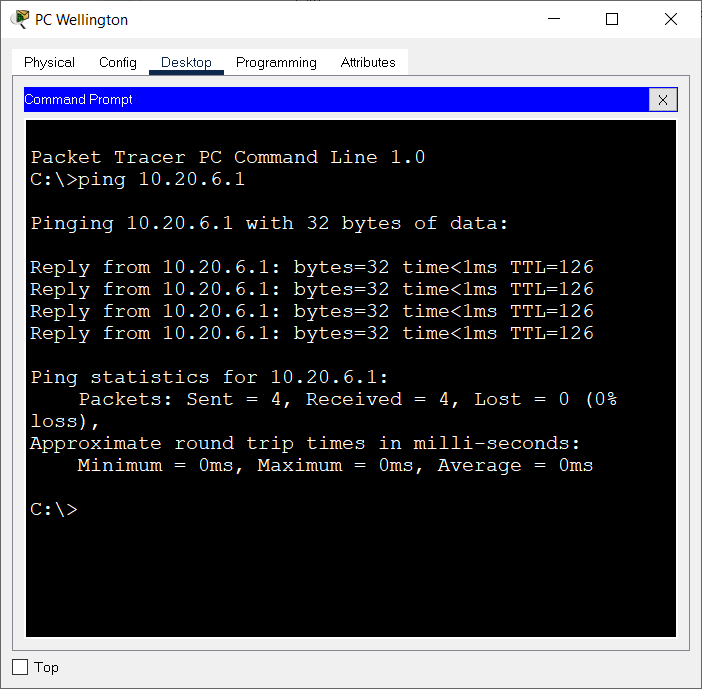 PC Wellington
Physical Config Desktop Programming Attributes
Command Prompt X
Packet Tracer PC Command Line 1.0
C:\>ping 10.20.6.1
Pinging 10.20.6.1 with 32 bytes of data:
Reply from 10.20.6.1: bytes=32 time<1ms TTL=126
Reply from 10.20.6.1: bytes=32 time<1ms TTL=126
Reply from 10.20.6.1: bytes=32 time<1ms TTL=126
Reply from 10.20.6.1: bytes=32 time<1ms TTL=126
Ping statistics for 10.20.6.1:
Packets: Sent = 4, Received = 4, Lost = 0 (0%
loss),
Approximate round trip times in milli-seconds:
Minimum = 0ms, Maximum = 0ms, Average = 0ms
C:\>
Top